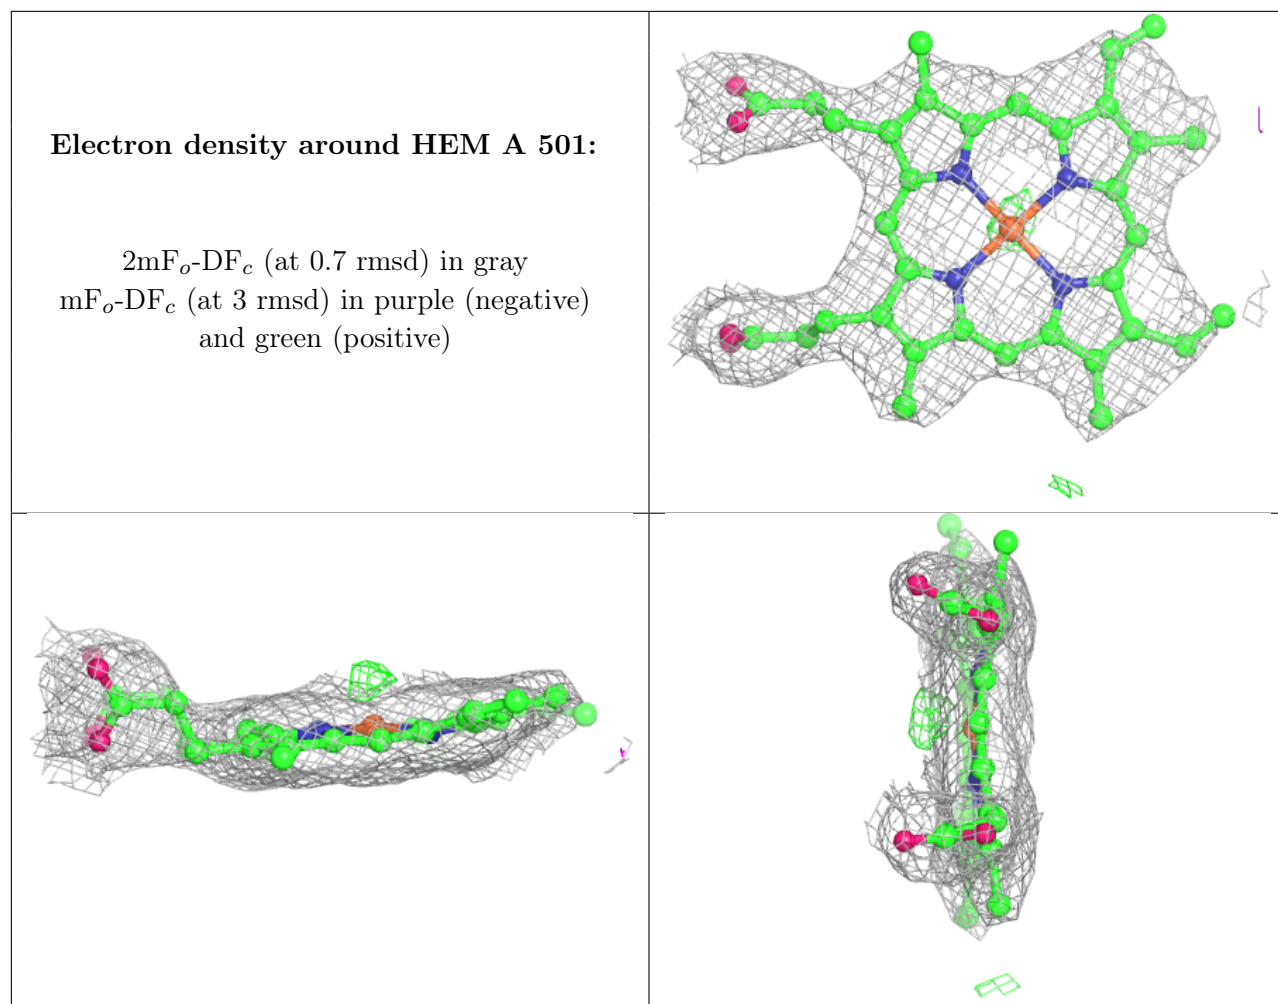 Electron density around HEM A 501:
2mFo-DFc (at 0.7 rmsd) in gray
mFo-DFc (at 3 rmsd) in purple (negative)
and green (positive)